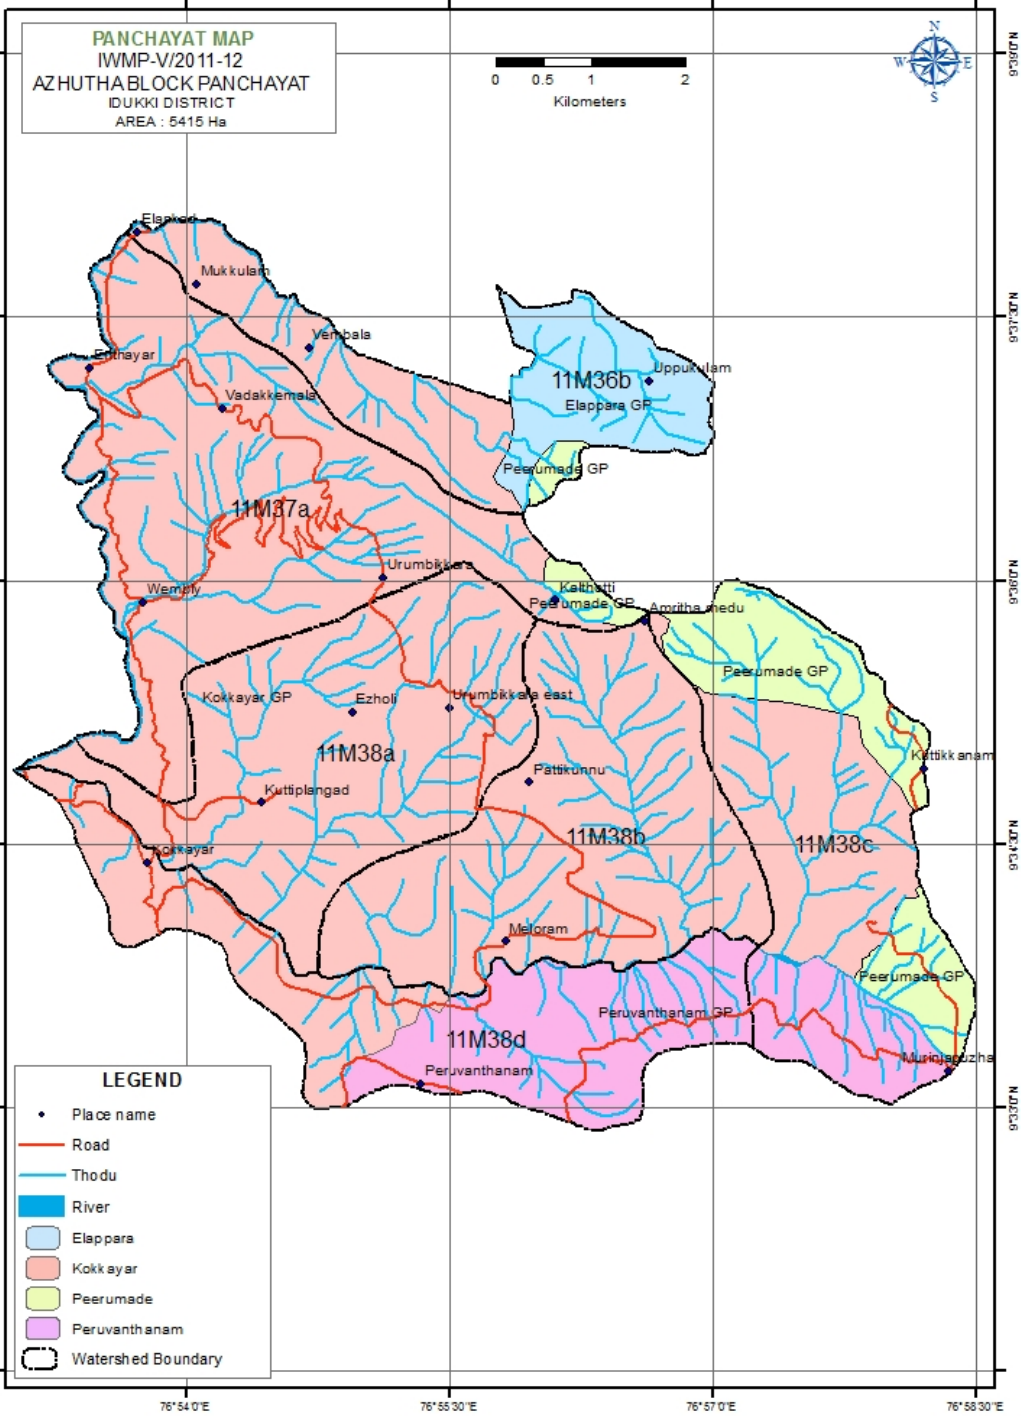 PANCHAYAT MAP
IWMP-V/2011-12
AZHUTHA BLOCK PANCHAYAT
IDUKKI DISTRICT
AREA : 5415 Ha
0 0.5 1 2
Kilometers
N
W E
S
9°39'0"N
Elankad
Mukkulam
9°37'30"N
Vembala
Enthayar
Uppukulam
11M36b
Vadakkemala
Elappara GP
Peerumade GP
11M37a
Urumbikkara
9°36'0"N
Wembly
Kelthetti
Peerumade GP
Amritha medu
Peerumade GP
Kokkayar GP
Ezholi
Urumbikkara east
11M38a
Kuttikkanam
Pattikunnu
Kuttiplangad
11M38b
11M38c
9°34'30"N
Kokkayar
Meloram
Peerumade GP
Peruvanthanam GP
11M38d
Murinjapuzha
Peruvanthanam
9°33'0"N
LEGEND
Place name
Road
Thodu
River
Elappara
Kokkayar
Peerumade
Peruvanthanam
Watershed Boundary
76°54'0"E 76°55'30"E 76°57'0"E 76°58'30"E